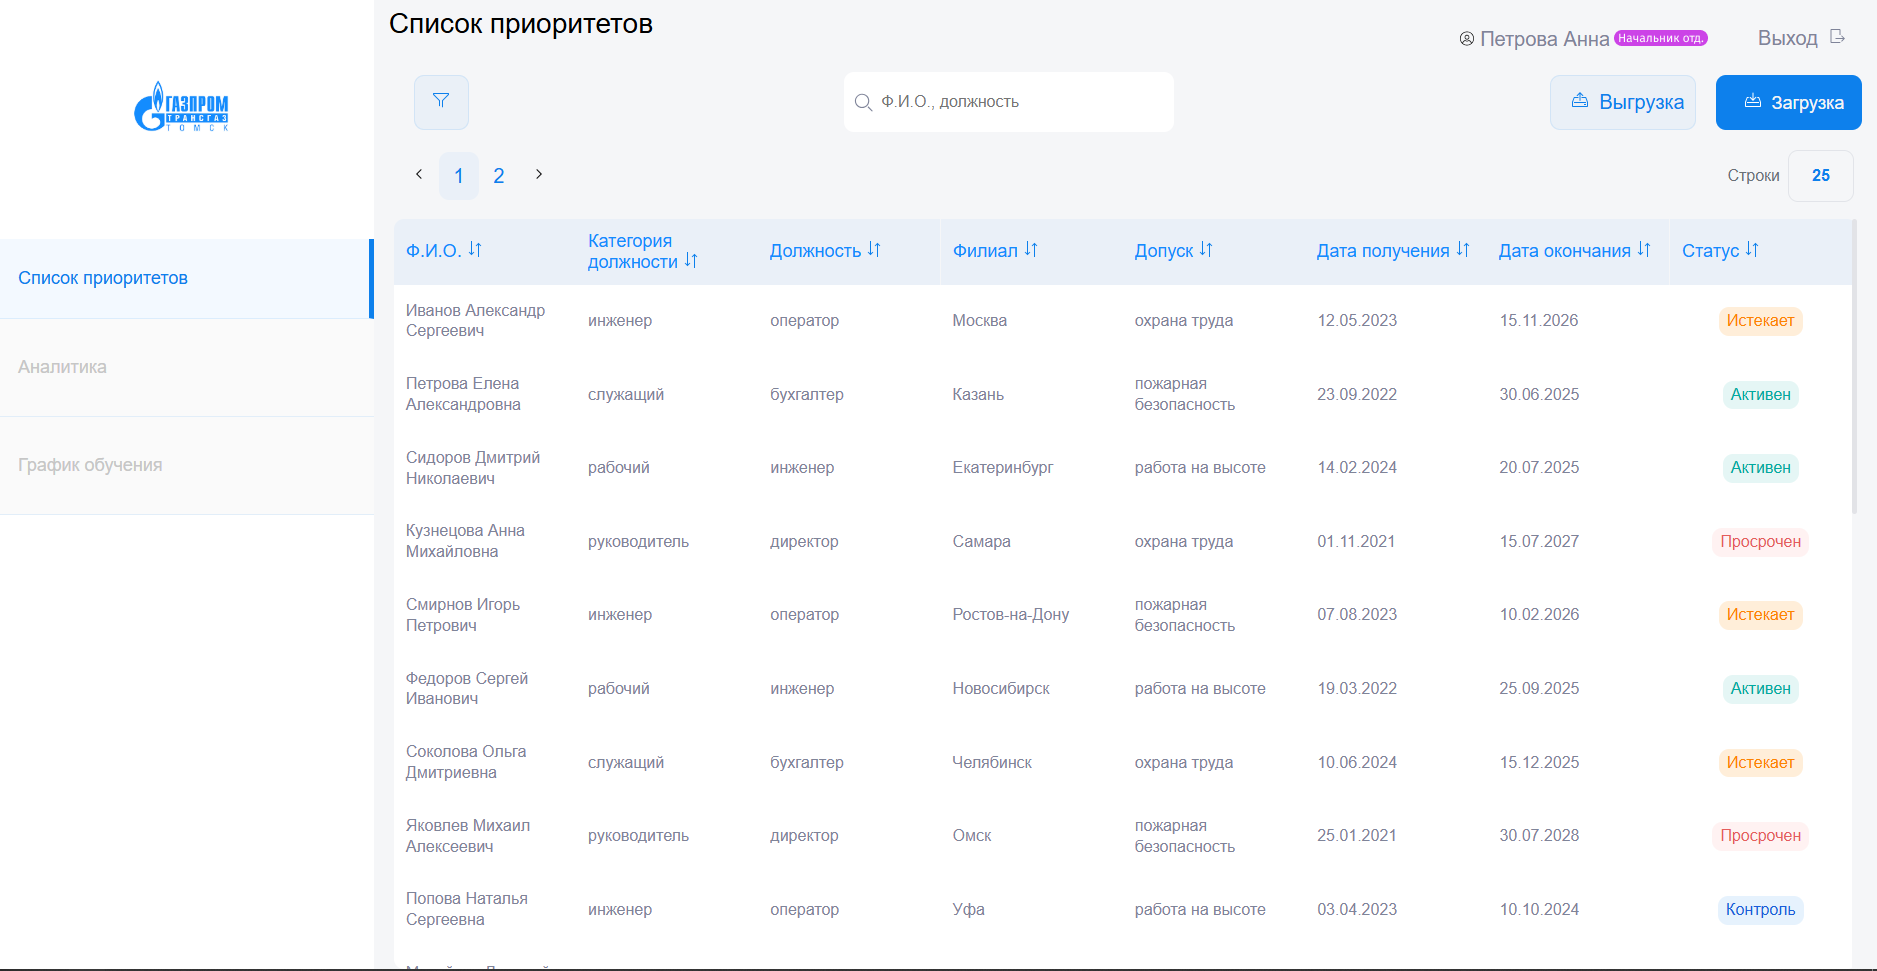 Список приоритетов
Петрова Анна Начальник отд. Выход
ГАЗПРОМ
ТРАНСГАЗ
ТОМСК
Ф.И.О., должность
Выгрузка Загрузка
1 2
Строки 25
Список приоритетов
Аналитика
График обучения
Ф.И.О. Категория должности Должность Филиал Допуск Дата получения Дата окончания Статус
Иванов Александр Сергеевич инженер оператор Москва охрана труда 12.05.2023 15.11.2026 Истекает
Петрова Елена Александровна служащий бухгалтер Казань пожарная безопасность 23.09.2022 30.06.2025 Активен
Сидоров Дмитрий Николаевич рабочий инженер Екатеринбург работа на высоте 14.02.2024 20.07.2025 Активен
Кузнецова Анна Михайловна руководитель директор Самара охрана труда 01.11.2021 15.07.2027 Просрочен
Смирнов Игорь Петрович инженер оператор Ростов-на-Дону пожарная безопасность 07.08.2023 10.02.2026 Истекает
Федоров Сергей Иванович рабочий инженер Новосибирск работа на высоте 19.03.2022 25.09.2025 Активен
Соколова Ольга Дмитриевна служащий бухгалтер Челябинск охрана труда 10.06.2024 15.12.2025 Истекает
Яковлев Михаил Алексеевич руководитель директор Омск пожарная безопасность 25.01.2021 30.07.2028 Просрочен
Попова Наталья Сергеевна инженер оператор Уфа работа на высоте 03.04.2023 10.10.2024 Контроль